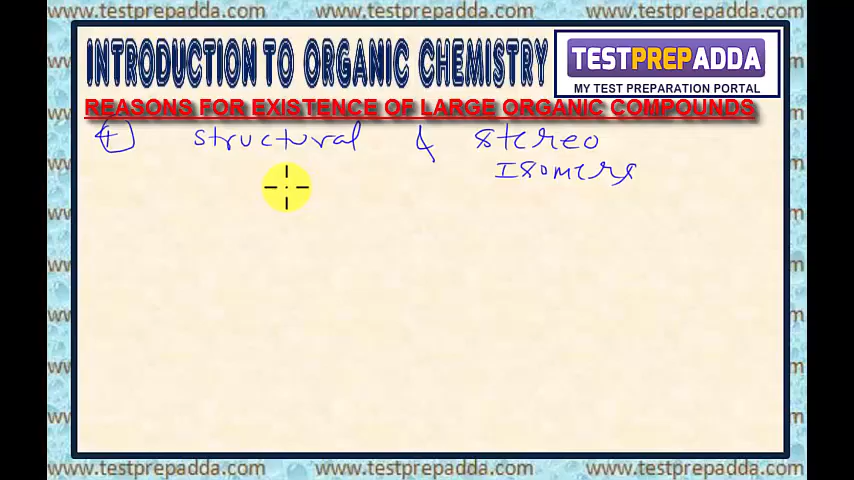 www.testprepadda.com www.testprepadda.com www.testprepadda.com
INTRODUCTION TO ORGANIC CHEMISTRY
TESTPREPADDA
MY TEST PREPARATION PORTAL
REASONS FOR EXISTENCE OF LARGE ORGANIC COMPOUNDS
structural & stereo
Isomers
www.testprepadda.com www.testprepadda.com www.testprepadda.com